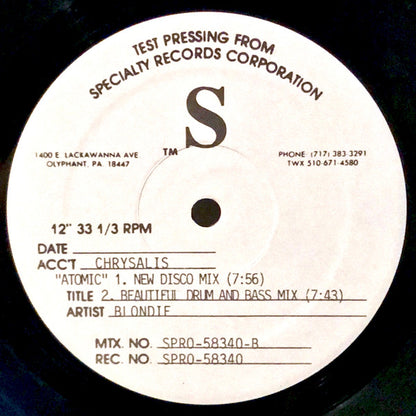 TEST PRESSING FROM
SPECIALTY RECORDS CORPORATION
S
TM
1400 E. LACKAWANNA AVE
OLYPHANT, PA 18447
PHONE: (717) 383-3291
TWX 510-671-4580
12" 33 1/3 RPM
DATE
ACC'T CHRYSALIS
"ATOMIC" 1. NEW DISCO MIX (7:56)
TITLE 2. BEAUTIFUL DRUM AND BASS MIX (7:43)
ARTIST BLONDIE
MTX. NO. SPRO-58340-B
REC. NO. SPRO-58340